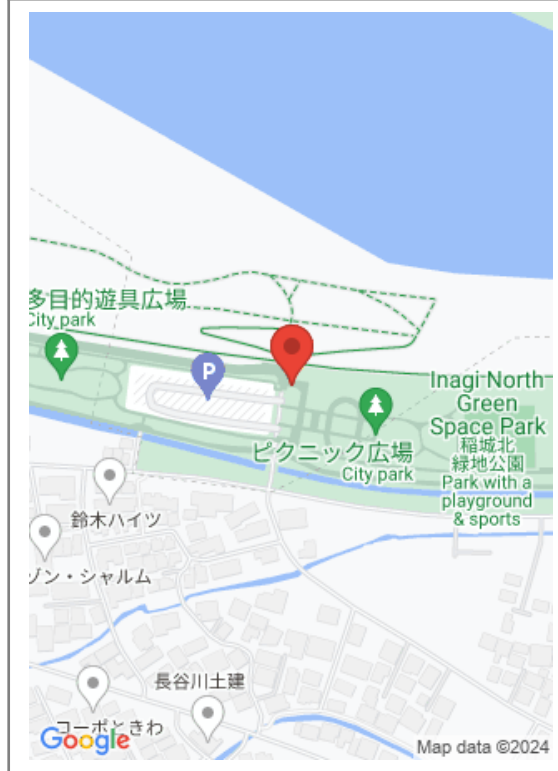 多目的遊具広場
City park
P
Inagi North
Green
Space Park
稲城北
緑地公園
Park with a
playground
& sports
ピクニック広場
City park
鈴木ハイツ
ゾン・シャルム
長谷川土建
コーポときわ
Google
Map data ©2024